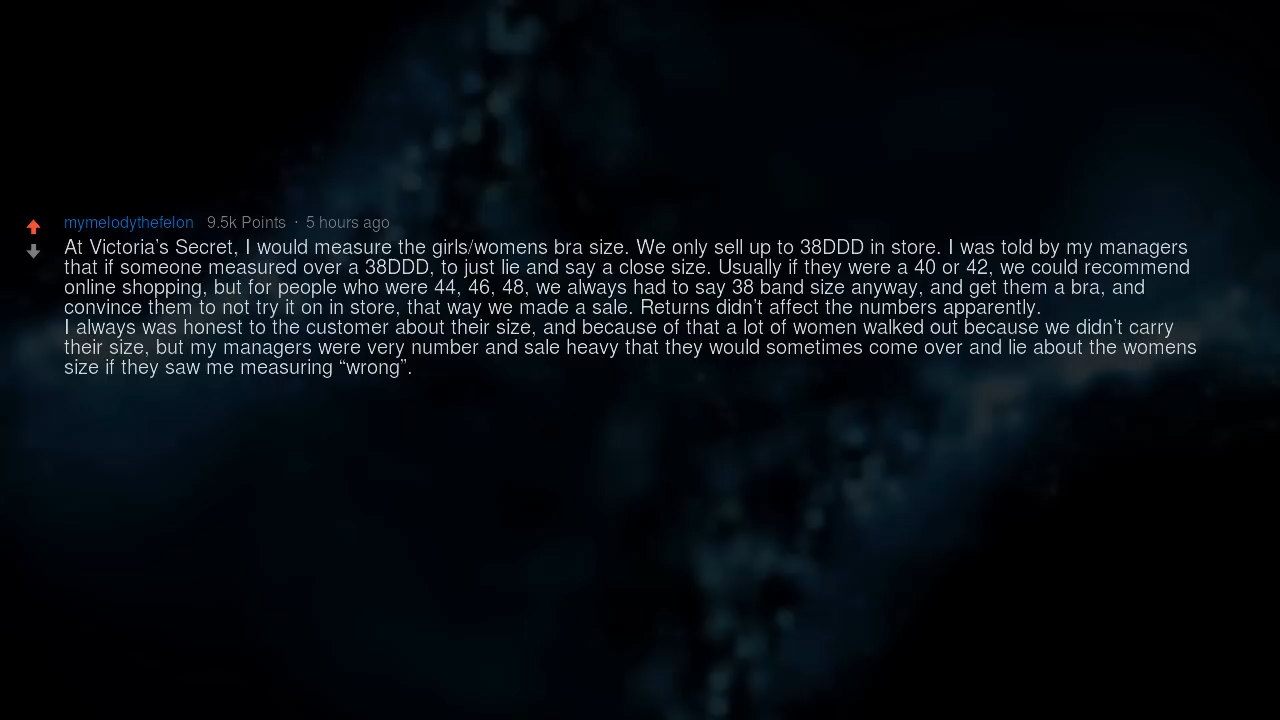 mymelodythefelon 9.5k Points · 5 hours ago
At Victoria's Secret, I would measure the girls/womens bra size. We only sell up to 38DDD in store. I was told by my managers
that if someone measured over a 38DDD, to just lie and say a close size. Usually if they were a 40 or 42, we could recommend
online shopping, but for people who were 44, 46, 48, we always had to say 38 band size anyway, and get them a bra, and
convince them to not try it on in store, that way we made a sale. Returns didn't affect the numbers apparently.
I always was honest to the customer about their size, and because of that a lot of women walked out because we didn't carry
their size, but my managers were very number and sale heavy that they would sometimes come over and lie about the womens
size if they saw me measuring “wrong”.